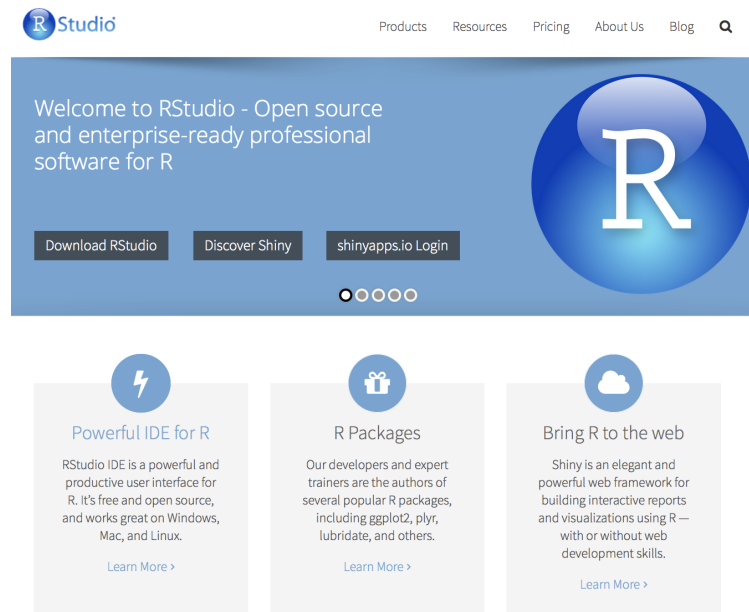 R Studio
Products Resources Pricing About Us Blog
Welcome to RStudio - Open source
and enterprise-ready professional
software for R
R
Download RStudio Discover Shiny shinyapps.io Login
Powerful IDE for R
RStudio IDE is a powerful and
productive user interface for
R. It's free and open source,
and works great on Windows,
Mac, and Linux.
Learn More ›
R Packages
Our developers and expert
trainers are the authors of
several popular R packages,
including ggplot2, plyr,
lubridate, and others.
Learn More ›
Bring R to the web
Shiny is an elegant and
powerful web framework for
building interactive reports
and visualizations using R —
with or without web
development skills.
Learn More ›